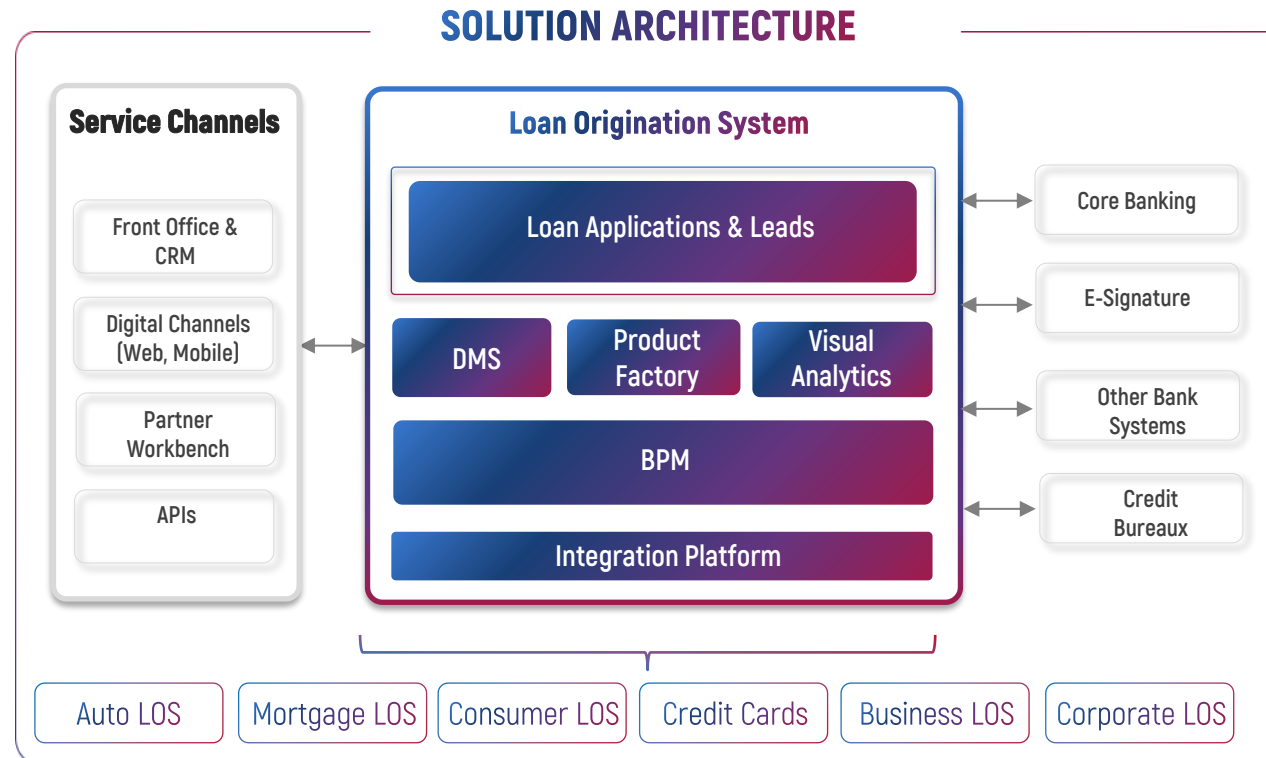 SOLUTION ARCHITECTURE
Service Channels
Front Office &
CRM
Digital Channels
(Web, Mobile)
Partner
Workbench
APIs
Loan Origination System
Loan Applications & Leads
DMS
Product
Factory
Visual
Analytics
BPM
Integration Platform
Core Banking
E-Signature
Other Bank
Systems
Credit
Bureaux
Auto LOS
Mortgage LOS
Consumer LOS
Credit Cards
Business LOS
Corporate LOS